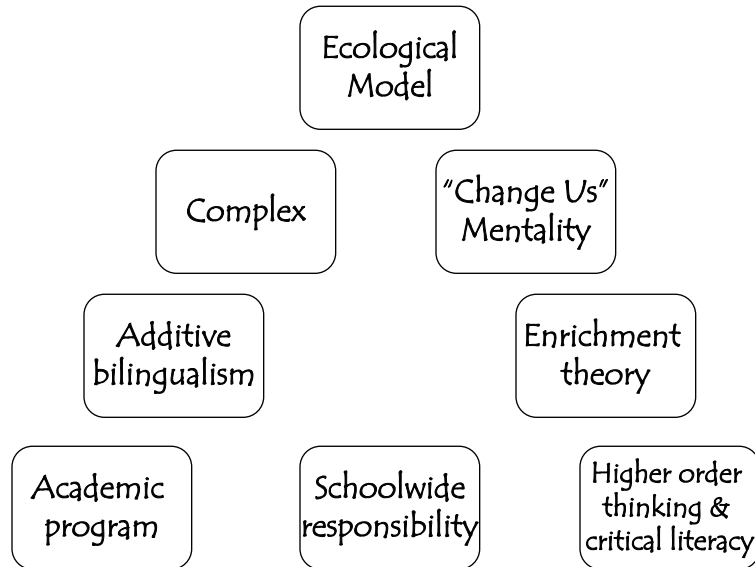 Ecological
Model
Complex
"Change Us"
Mentality
Additive
bilingualism
Enrichment
theory
Academic
program
Schoolwide
responsibility
Higher order
thinking &
critical literacy